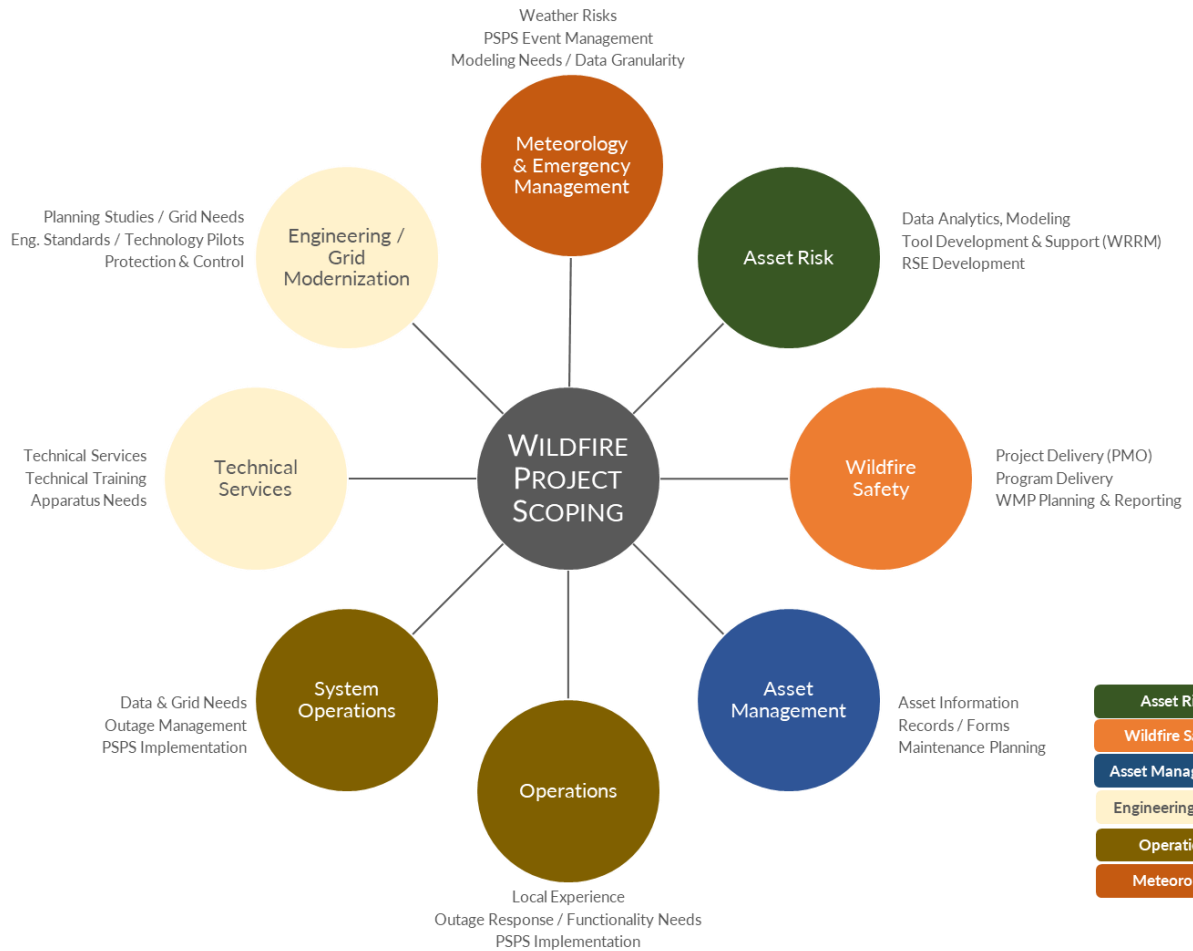 Weather Risks
PSPS Event Management
Modeling Needs / Data Granularity
Meteorology
& Emergency
Management
Planning Studies / Grid Needs
Eng. Standards / Technology Pilots
Protection & Control
Engineering /
Grid
Modernization
Asset Risk
Data Analytics, Modeling
Tool Development & Support (WRRM)
RSE Development
Technical Services
Technical Training
Apparatus Needs
Technical
Services
WILDFIRE
PROJECT
SCOPING
Wildfire
Safety
Project Delivery (PMO)
Program Delivery
WMP Planning & Reporting
Data & Grid Needs
Outage Management
PSPS Implementation
System
Operations
Operations
Local Experience
Outage Response / Functionality Needs
PSPS Implementation
Asset
Management
Asset Information
Records / Forms
Maintenance Planning
Asset
Wildfire
Asset
Engineering